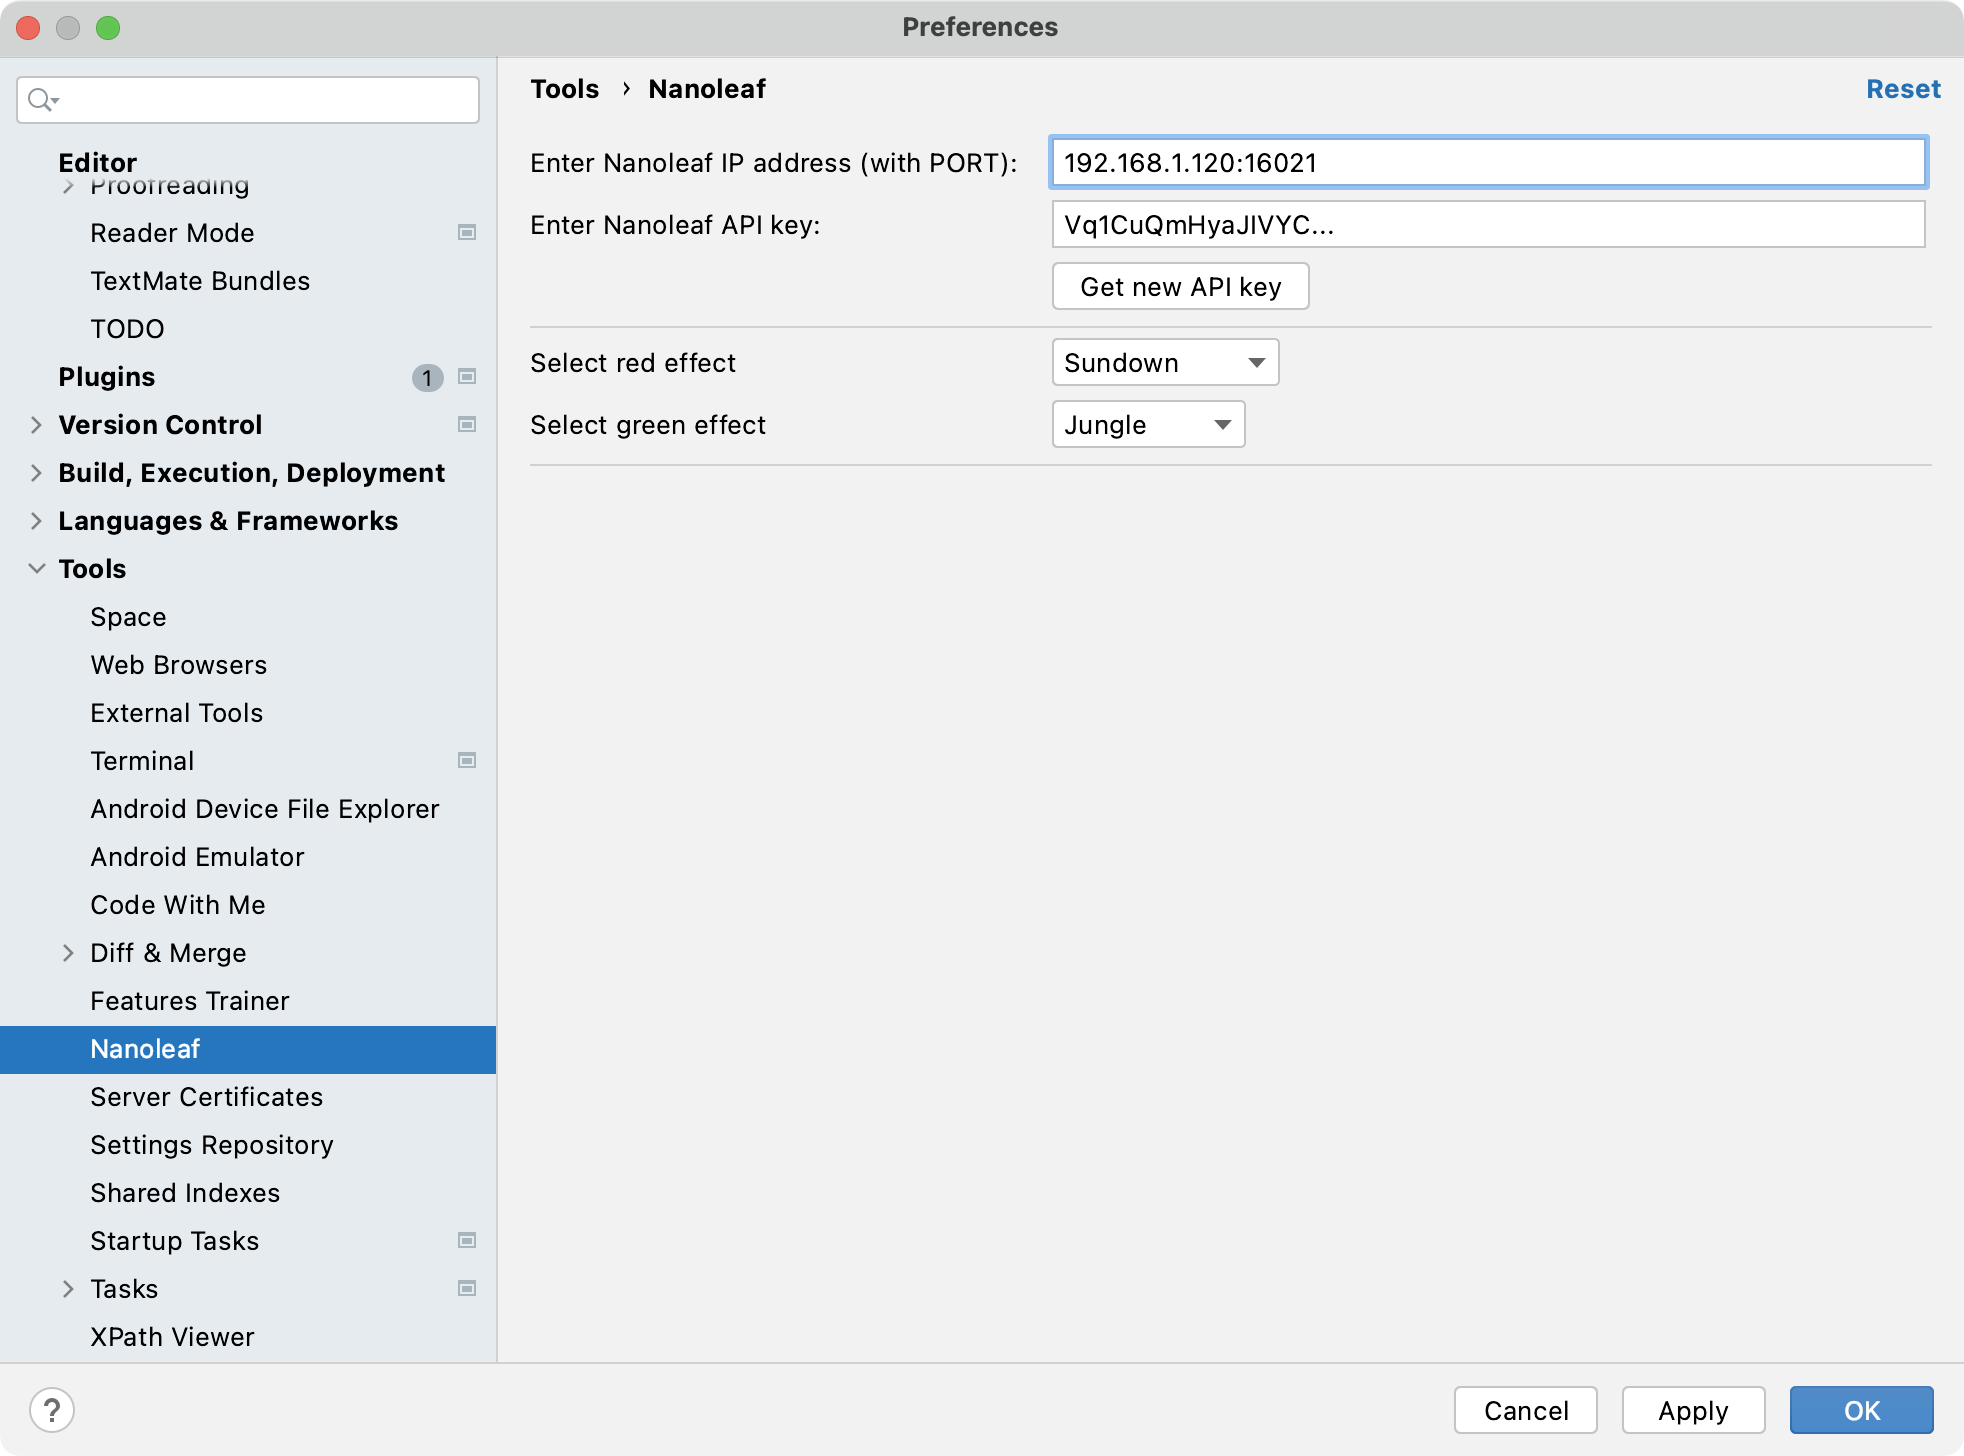 Preferences
Editor
Proofreading
Reader Mode
TextMate Bundles
TODO
Plugins 1
Version Control
Build, Execution, Deployment
Languages & Frameworks
Tools
Space
Web Browsers
External Tools
Terminal
Android Device File Explorer
Android Emulator
Code With Me
Diff & Merge
Features Trainer
Nanoleaf
Server Certificates
Settings Repository
Shared Indexes
Startup Tasks
Tasks
XPath Viewer
Tools › Nanoleaf Reset
Enter Nanoleaf IP address (with PORT): 192.168.1.120:16021
Enter Nanoleaf API key: Vq1CuQmHyaJIVYC...
Get new API key
Select red effect Sundown
Select green effect Jungle
? Cancel Apply OK